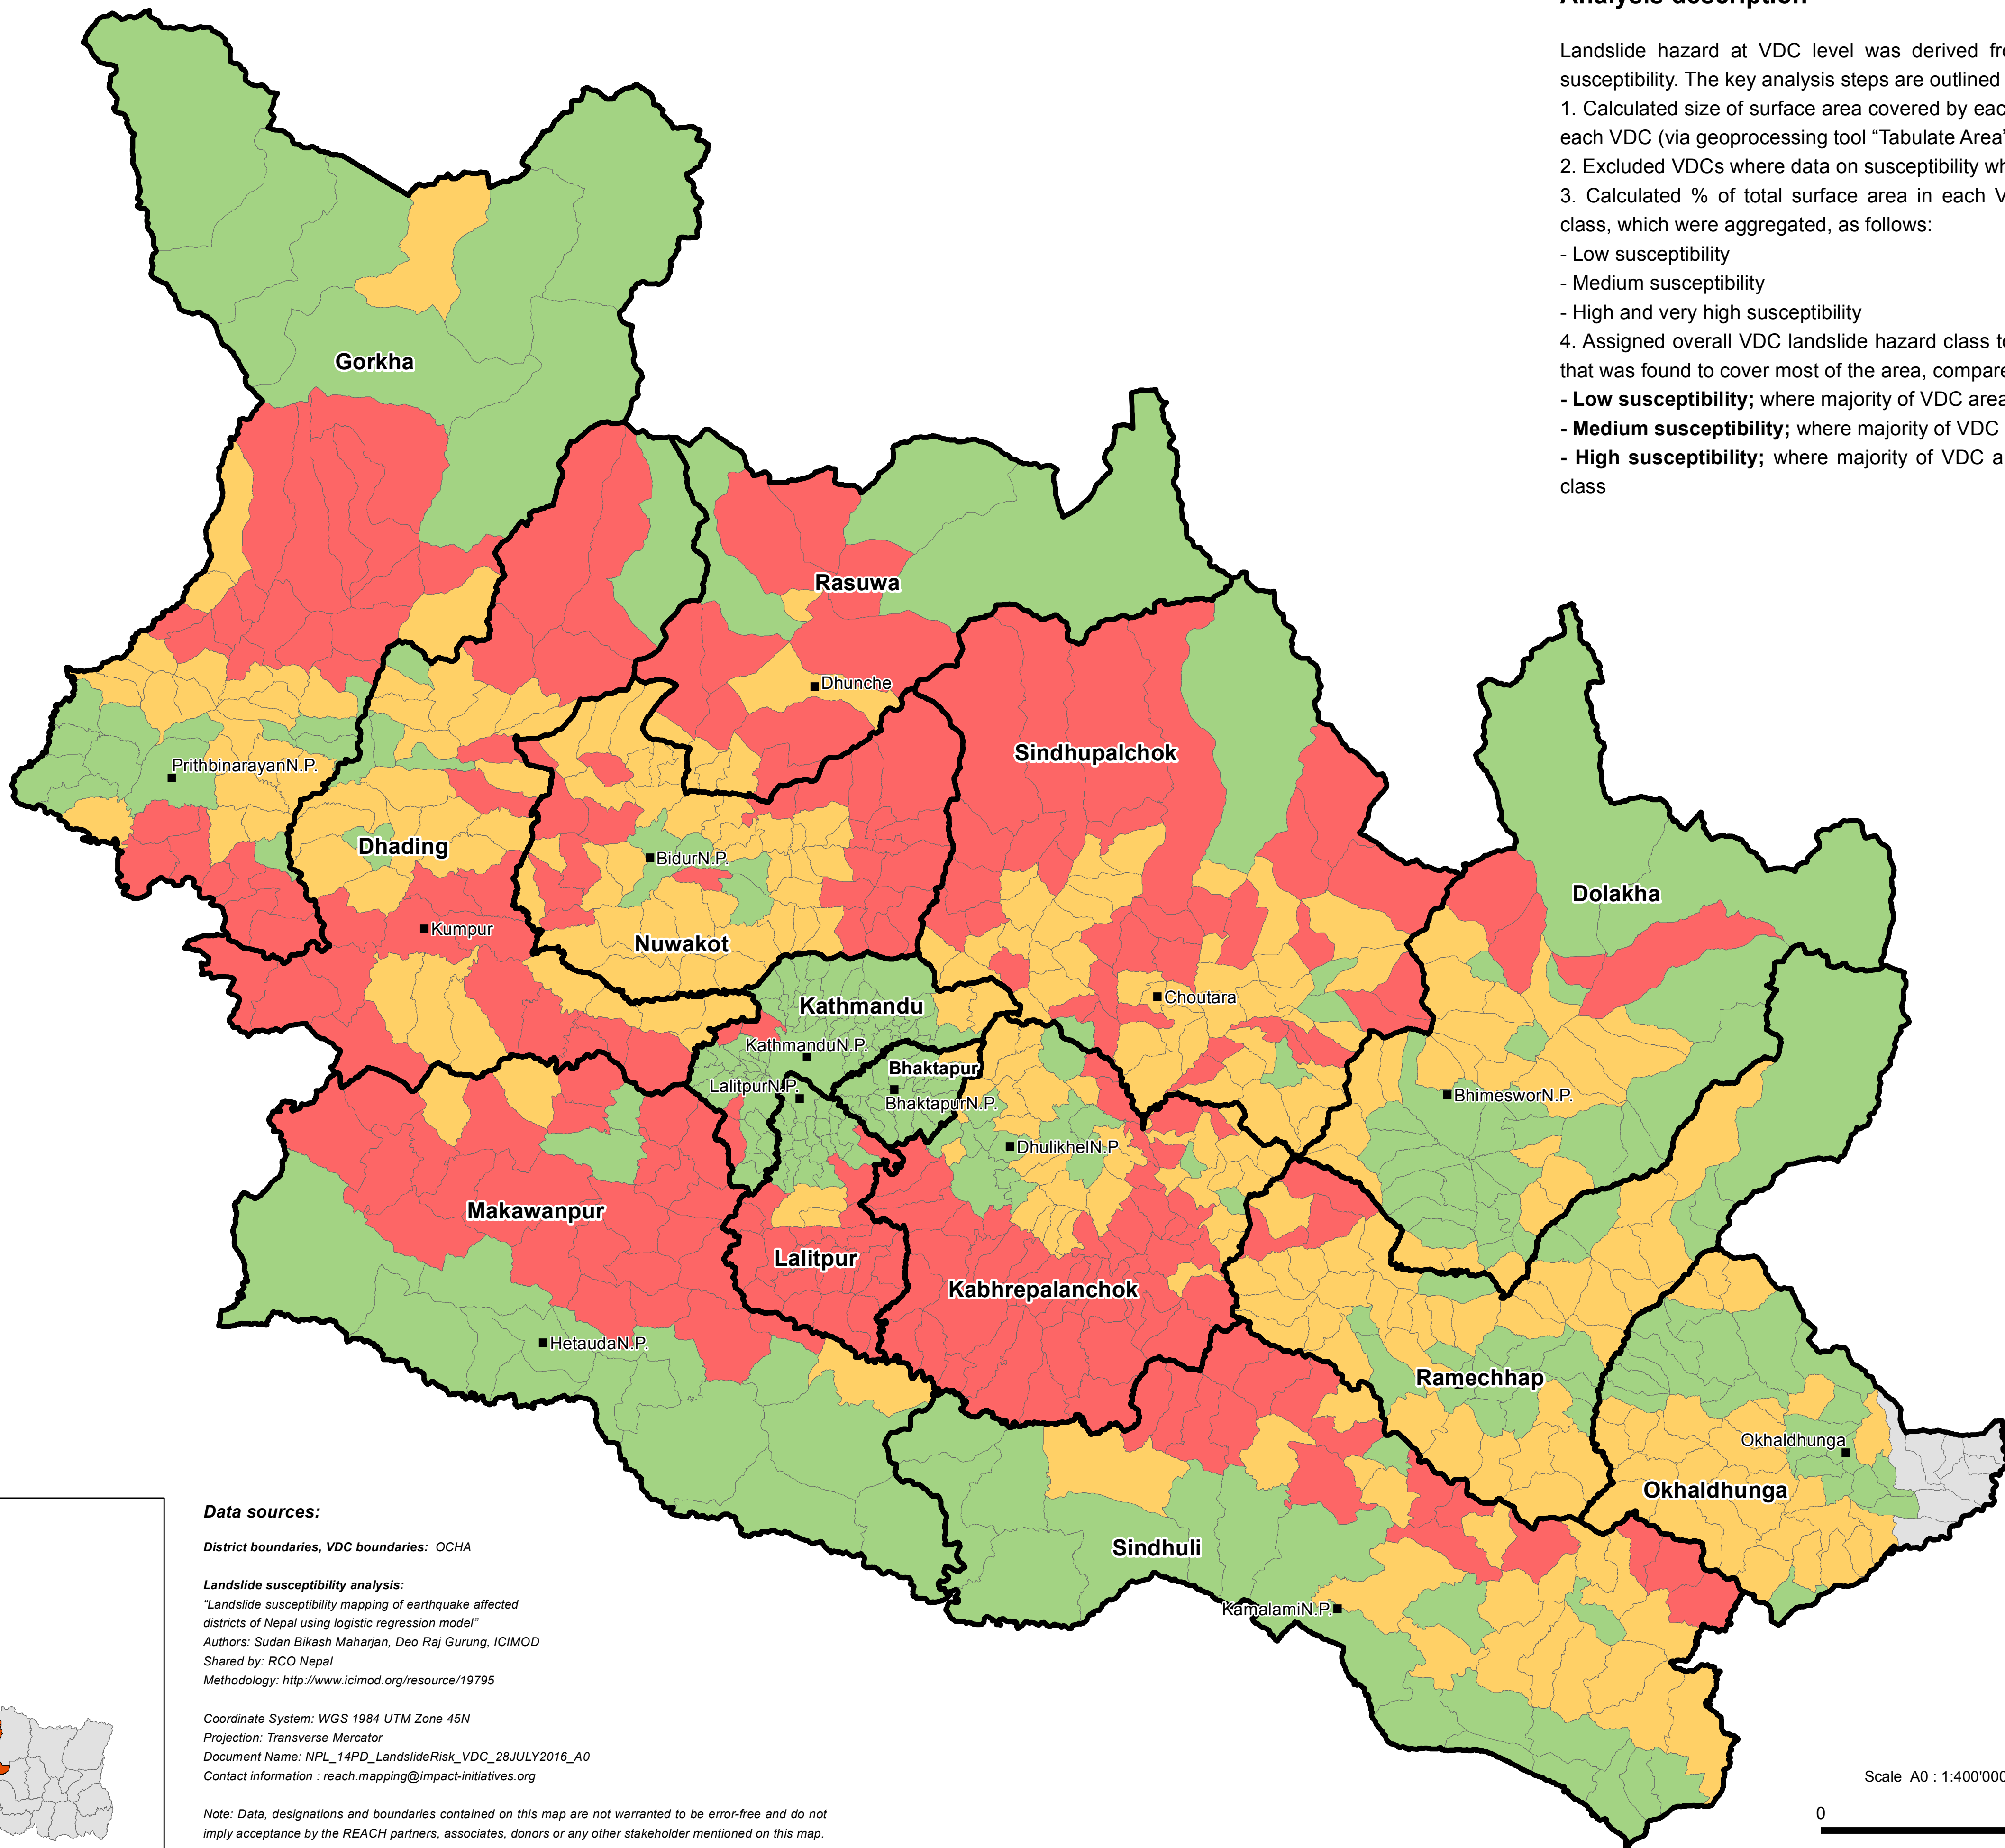 Landslide hazard at VDC level was derived
susceptibility. The key analysis steps are outlined
1. Calculated size of surface area covered by
each VDC (via geoprocessing tool “Tabulate Area”
2. Excluded VDCs where data on susceptibility
3. Calculated % of total surface area in each
class, which were aggregated, as follows:
- Low susceptibility
- Medium susceptibility
- High and very high susceptibility
4. Assigned overall VDC landslide hazard class
that was found to cover most of the area,
- Low susceptibility; where majority of VDC
- Medium susceptibility; where majority of VDC
- High susceptibility; where majority of VDC
class
Gorkha
Rasuwa
Dhunche
Sindhupalchok
PrithbinarayanN.P.
Dhading
BidurN.P.
Dolakha
Kumpur
Nuwakot
Choutara
Kathmandu
KathmanduN.P.
Bhaktapur
LalitpurN.P.
BhaktapurN.P.
BhimesworN.P.
DhulikhelN.P
Makawanpur
Lalitpur
Kabhrepalanchok
HetaudaN.P.
Ramechhap
Okhaldhunga
Okhaldhunga
Sindhuli
KamalamiN.P.
Data sources:
District boundaries, VDC boundaries: OCHA
Landslide susceptibility analysis:
“Landslide susceptibility mapping of earthquake affected
districts of Nepal using logistic regression model”
Authors: Sudan Bikash Maharjan, Deo Raj Gurung, ICIMOD
Shared by: RCO Nepal
Methodology: http://www.icimod.org/resource/19795
Coordinate System: WGS 1984 UTM Zone 45N
Projection: Transverse Mercator
Document Name: NPL_14PD_LandslideRisk_VDC_28JULY2016_A0
Contact information : reach.mapping@impact-initiatives.org
Note: Data, designations and boundaries contained on this map are not warranted to be error-free and do not
imply acceptance by the REACH partners, associates, donors or any other stakeholder mentioned on this map.
Scale A0 : 1:400'000
0